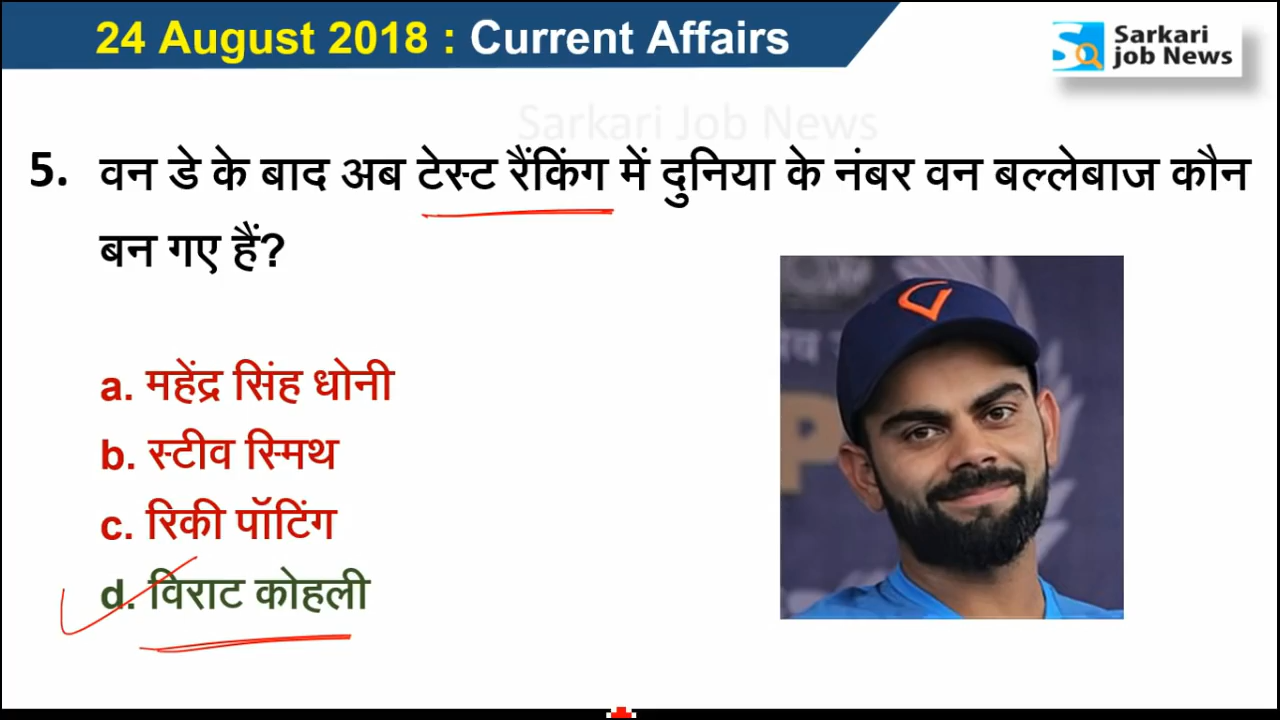 24 August 2018 : Current Affairs
Sarkari
job News
Sarkari Job News
5. वन डे के बाद अब टेस्ट रैंकिंग में दुनिया के नंबर वन बल्लेबाज कौन
बन गए हैं?
a. महेंद्र सिंह धोनी
b. स्टीव स्मिथ
c. रिकी पॉटिंग
d. विराट कोहली